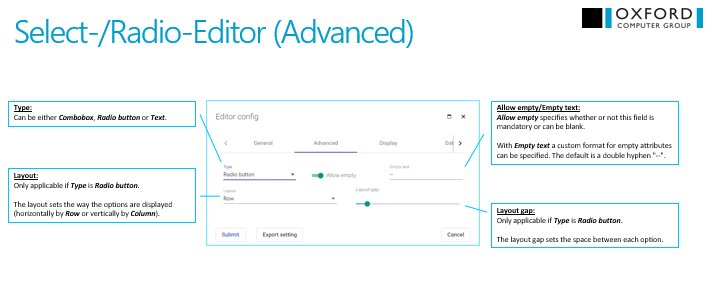 Select-/Radio-Editor (Advanced)
OXFORD
COMPUTER GROUP
Type:
Can be either Combobox, Radio button or Text.
Layout:
Only applicable if Type is Radio button.
The layout sets the way the options are displayed
(horizontally by Row or vertically by Column).
Editor config
General Advanced Display
Type
Radio button
Allow empty
Empty text
--
Layout
Row
Layout gap
Submit
Export setting
Cancel
Allow empty/Empty text:
Allow empty specifies whether or not this field is
mandatory or can be blank.
With Empty text a custom format for empty attributes
can be specified. The default is a double hyphen "--".
Layout gap:
Only applicable if Type is Radio button.
The layout gap sets the space between each option.